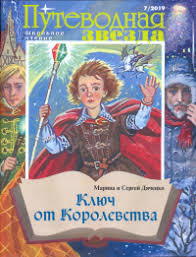 Путеводная
школьное
чтение
звезда
7/2019
Марина и Сергей Дяченко
Ключ
от Королевства